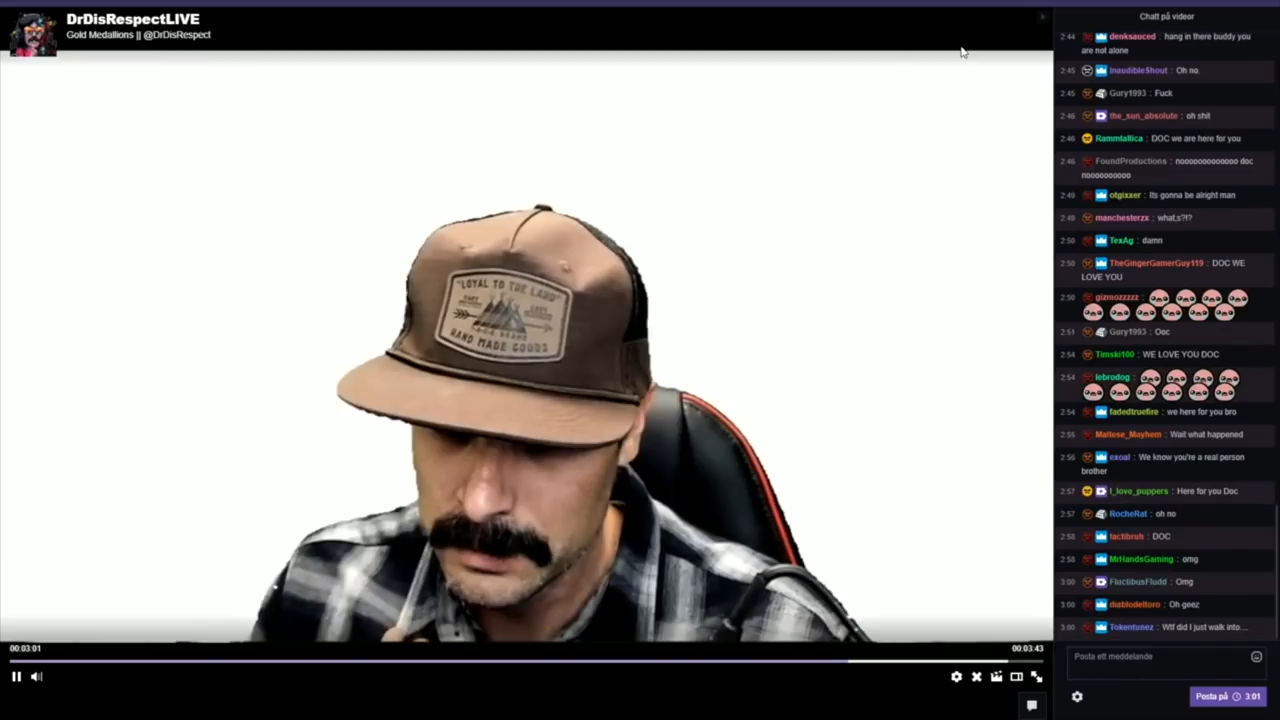 DrDisRespectLIVE
Gold Medallions || @DrDisRespect
"LOYAL TO THE LAND"
HAND MADE GOODS
00:03:01
00:03:43
Chatt på videor
2:44 denksauced : hang in there buddy you
are not alone
2:45 InaudibleShout : Oh no.
2:45 Gury1993 : Fuck
2:46 the_sun_absolute : oh shit
2:46 Rammtallica : DOC we are here for you
2:46 FoundProductions : nooooooooooooo doc
noooooooooo
2:49 otgixxer : Its gonna be alright man
2:49 manchesterzx : what;s?!?
2:50 TexAg : damn
2:50 TheGingerGamerGuy119 : DOC WE
LOVE YOU
2:50 gizmozzzzz :
2:51 Gury1993 : Ooc
2:54 Timski100 : WE LOVE YOU DOC
2:54 lebrodog :
2:54 fadedtruefire : we here for you bro
2:55 Maltese_Mayhem : Wait what happened
2:56 exoal : We know you're a real person
brother
2:57 I_love_puppers : Here for you Doc
2:57 RocheRat : oh no
2:58 lactibruh : DOC
2:58 MrHandsGaming : omg
3:00 FluctibusFludd : Omg
3:00 diablodeltoro : Oh geez
3:00 Tokentunez : Wtf did I just walk into...
Posta ett meddelande
Posta på 3:01